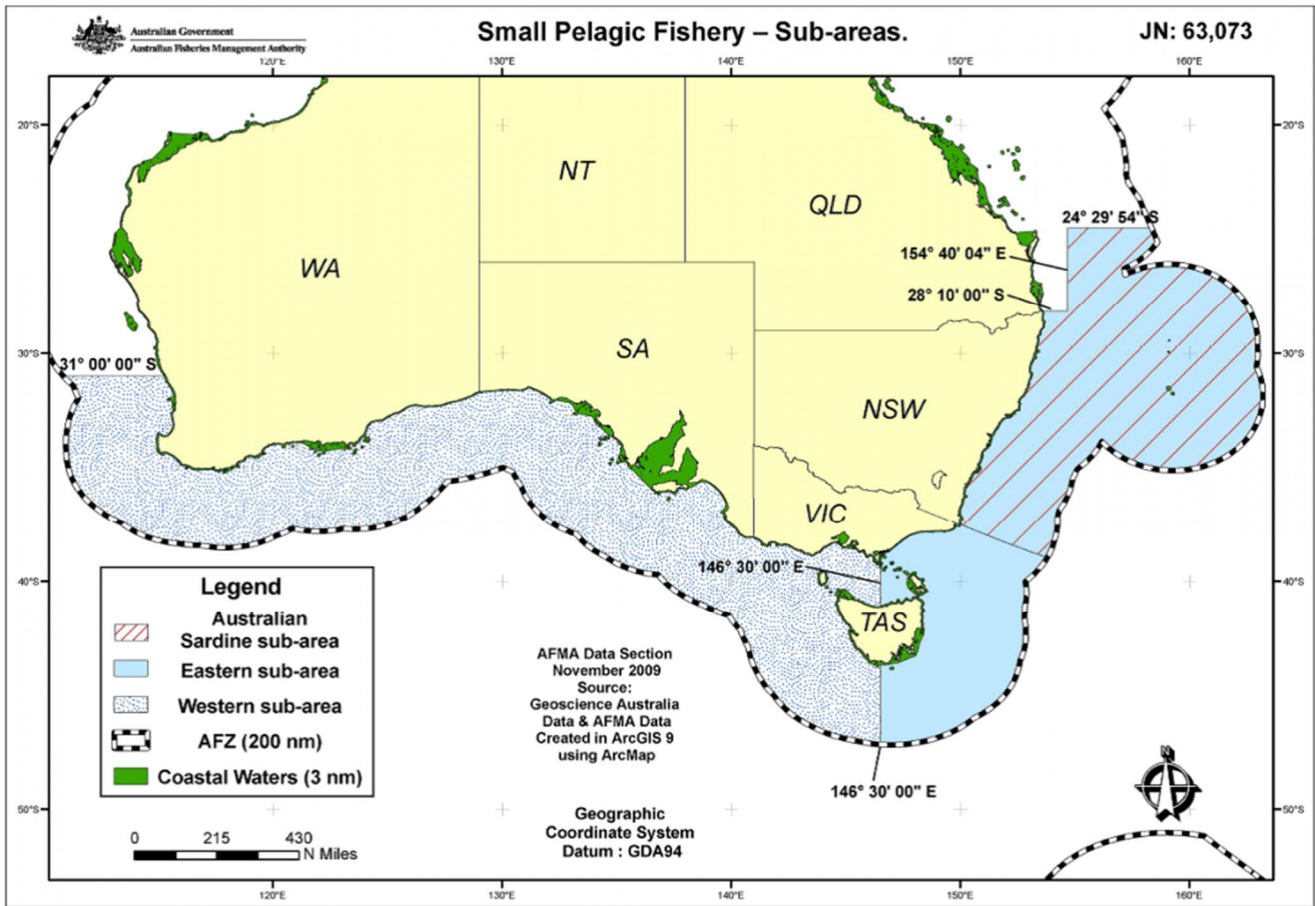 Australian Government
Australian Fisheries Management Authority
Small Pelagic Fishery – Sub-areas.
JN: 63,073
120°E
130°E
140°E
150°E
160°E
20°S
20°S
NT
QLD
WA
24° 29' 54" S
154° 40' 04" E
28° 10' 00" S
SA
30°S
30°S
31° 00' 00" S
NSW
VIC
146° 30' 00" E
40°S
TAS
Legend
Australian
Sardine sub-area
Eastern sub-area
Western sub-area
AFZ (200 nm)
Coastal Waters (3 nm)
0 215 430
N Miles
AFMA Data Section
November 2009
Source:
Geoscience Australia
Data & AFMA Data
Created in ArcGIS 9
using ArcMap
Geographic
Coordinate System
Datum : GDA94
146° 30' 00" E
N
40°S
50°S
50°S
120°E
130°E
140°E
150°E
160°E